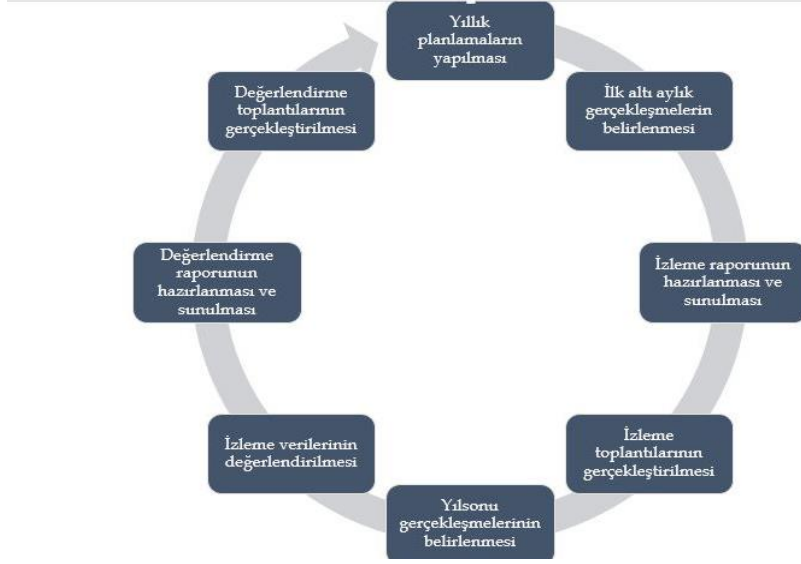 Yıllık
planlamaların
yapılması
İlk altı aylık
gerçekleşmelerin
belirlenmesi
İzleme raporunun
hazırlanması ve
sunulması
İzleme
toplantılarının
gerçekleştirilmesi
Yılsonu
gerçekleşmelerinin
belirlenmesi
İzleme verilerinin
değerlendirilmesi
Değerlendirme
raporunun
hazırlanması ve
sunulması
Değerlendirme
toplantılarının
gerçekleştirilmesi